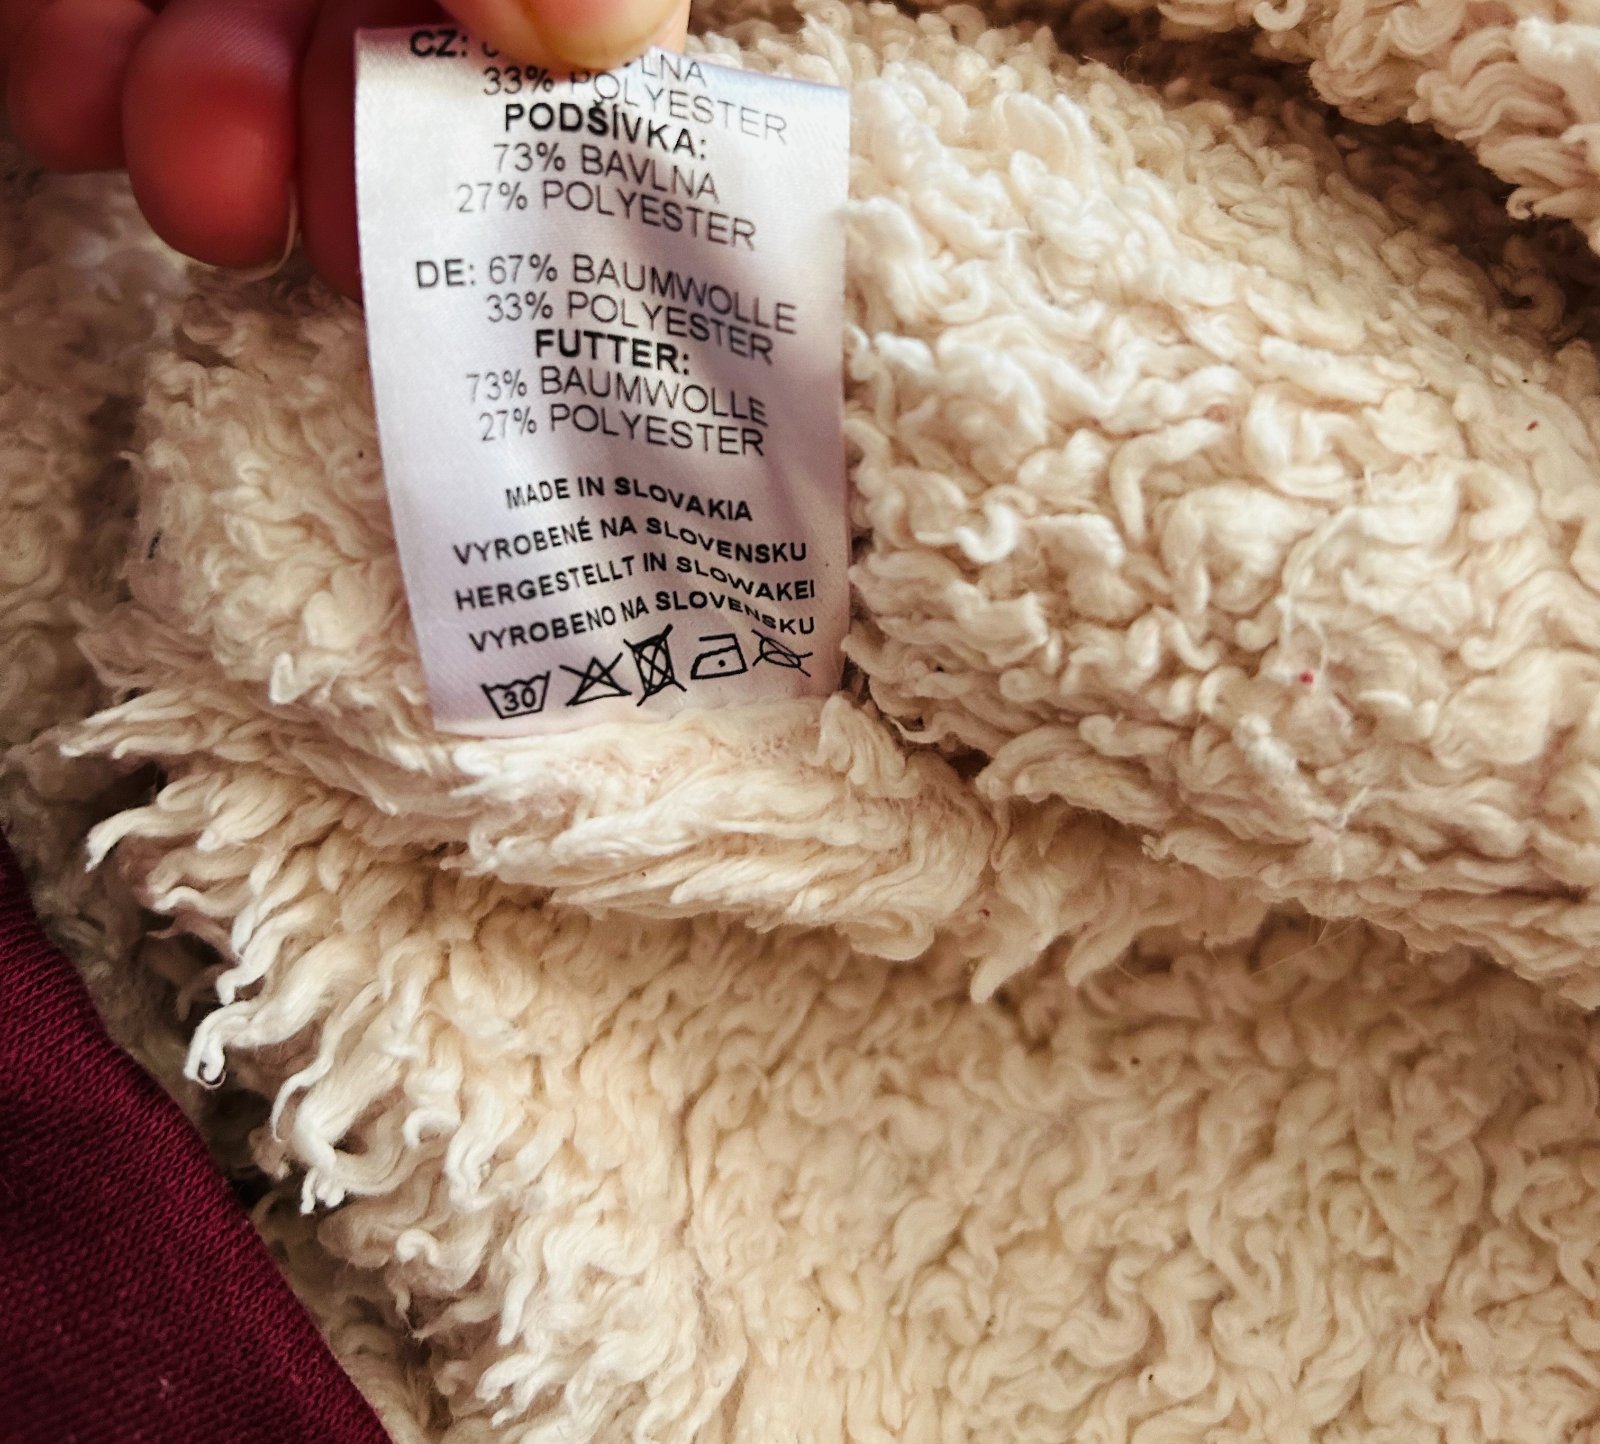 CZ:
33% POLYESTER
PODŠÍVKA:
73% BAVLNA
27% POLYESTER
DE: 67% BAUMWOLLE
33% POLYESTER
FUTTER:
73% BAUMWOLLE
27% POLYESTER
MADE IN SLOVAKIA
VYROBENÉ NA SLOVENSKU
HERGESTELLT IN SLOWAKEI
VYROBENO NA SLOVENSKU
30